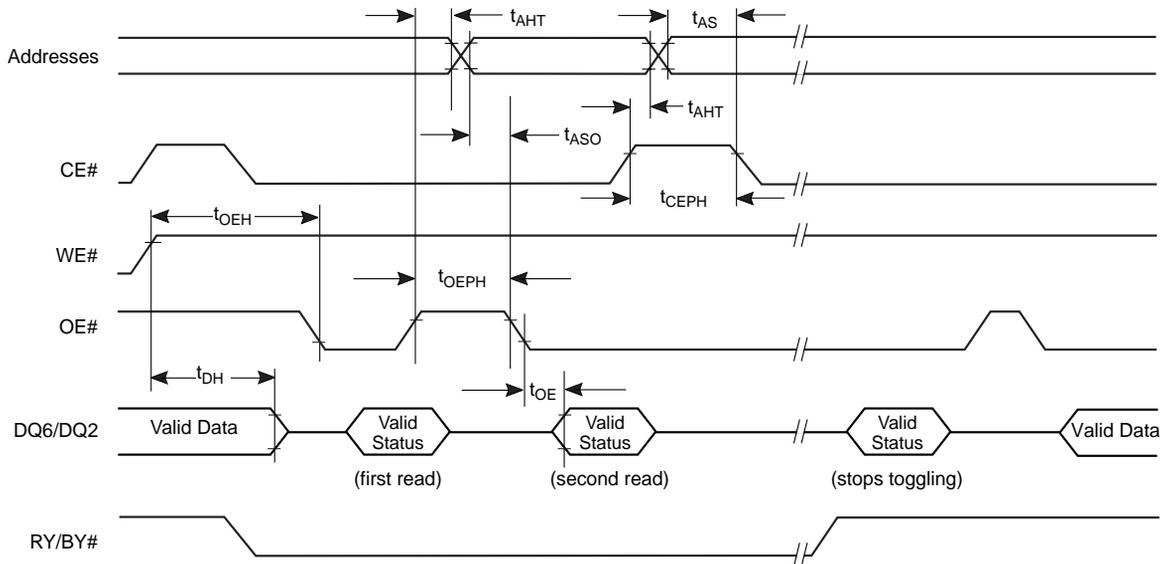 tAHT
tAS
Addresses
tAHT
tASO
CE#
tCEPH
tOEH
WE#
tOEPH
OE#
tDH
tOE
DQ6/DQ2
Valid Data
Valid
Status
Valid
Status
Valid
Status
Valid Data
(first read)
(second read)
(stops toggling)
RY/BY#